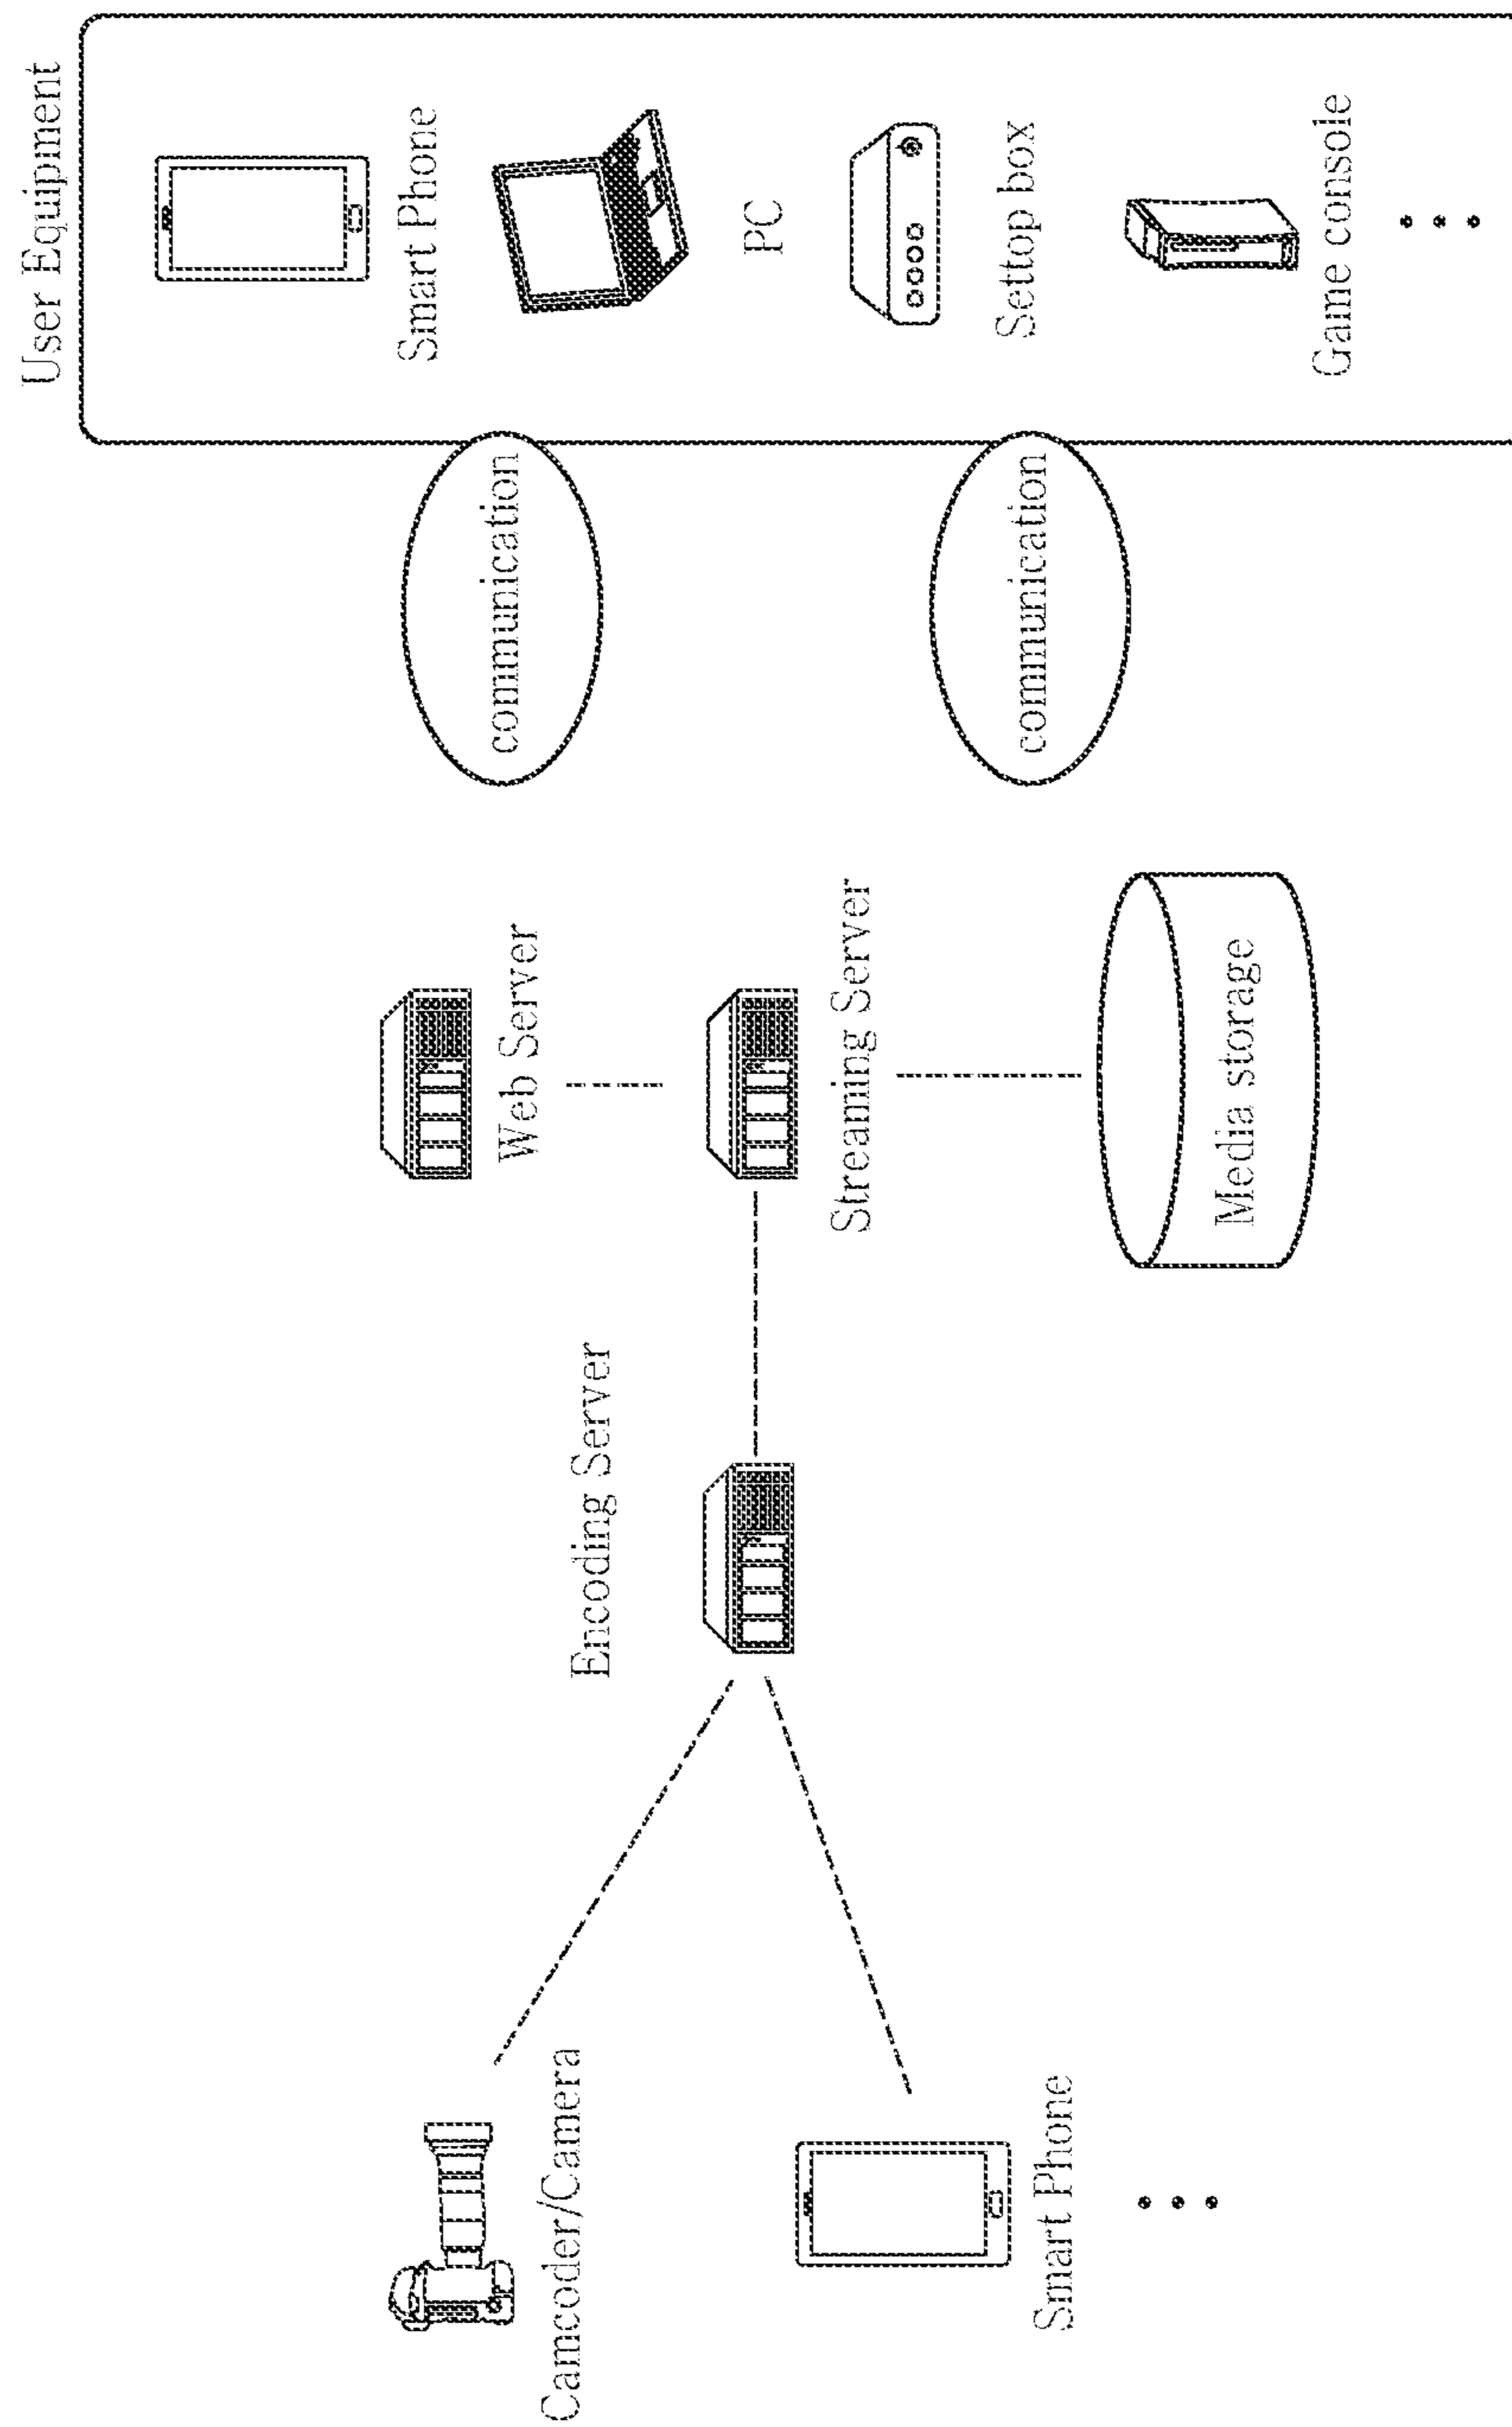 Camcoder/Camera
Smart Phone
Encoding Server
Web Server
Streaming Server
Media storage
communication
communication
User Equipment
Smart Phone
PC
Settop box
Game console